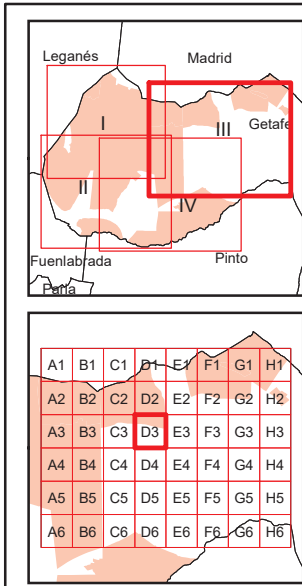 Leganés Madrid
I
III
Getafe
II
IV
Fuenlabrada Pinto
Parla
A1 B1 C1 D1 E1 F1 G1 H1
A2 B2 C2 D2 E2 F2 G2 H2
A3 B3 C3 D3 E3 F3 G3 H3
A4 B4 C4 D4 E4 F4 G4 H4
A5 B5 C5 D5 E5 F5 G5 H5
A6 B6 C6 D6 E6 F6 G6 H6